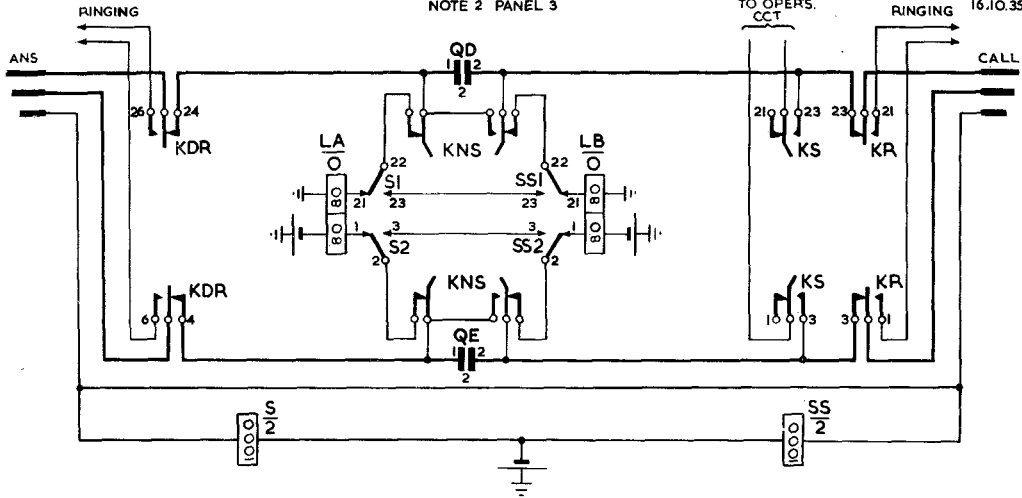 NOTE 2 PANEL 3
TO OPER'S.
CCT
16.10.35
RINGING
RINGING
ANS
CALL
QD
1 2
2
26 24
KDR
KNS
21 23
KS
23 21
KR
LA
O
80
80
22
S1
21 23
1 3
S2
2
LB
O
80
80
22
SS1
23 21
3 1
SS2
2
KDR
6 4
KNS
KS
1 3
KR
3 1
QE
1 2
2
S
2
1000
SS
2
1000